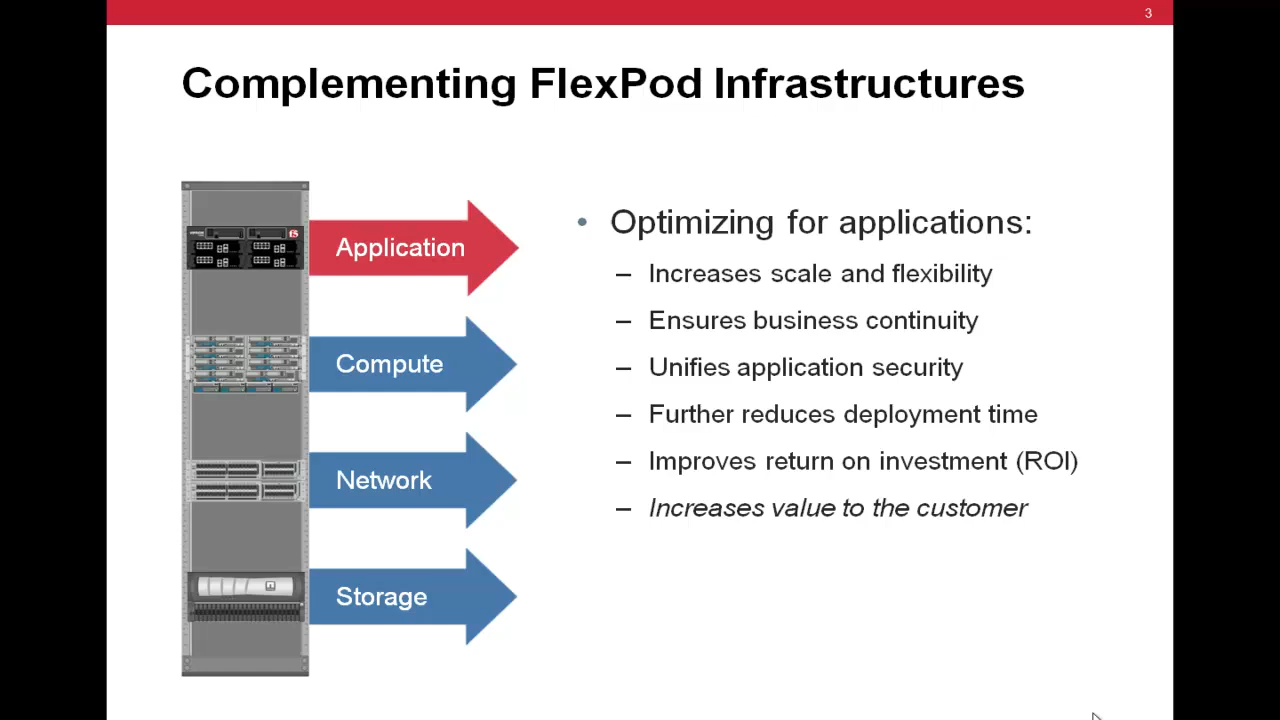 3
Complementing FlexPod Infrastructures
f5
Application
Compute
Network
Storage
• Optimizing for applications:
– Increases scale and flexibility
– Ensures business continuity
– Unifies application security
– Further reduces deployment time
– Improves return on investment (ROI)
– Increases value to the customer